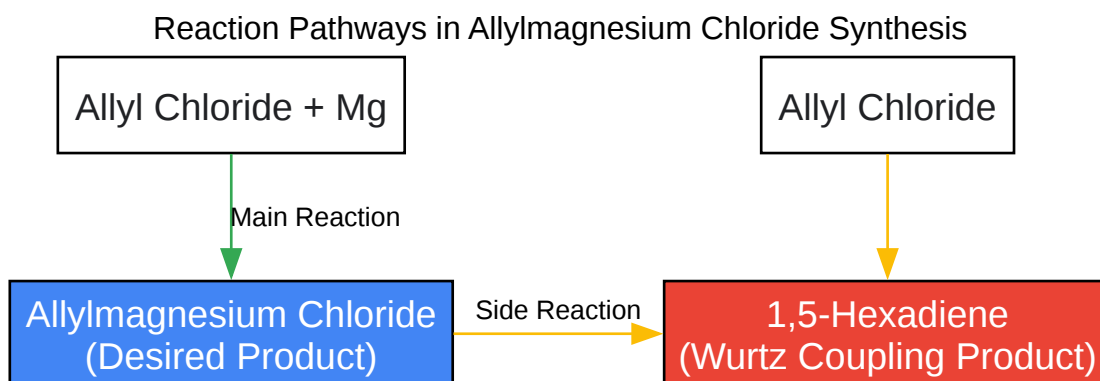 Reaction Pathways in Allylmagnesium Chloride Synthesis
Allyl Chloride + Mg
Allyl Chloride
Main Reaction
Allylmagnesium Chloride
(Desired Product)
Side Reaction
1,5-Hexadiene
(Wurtz Coupling Product)